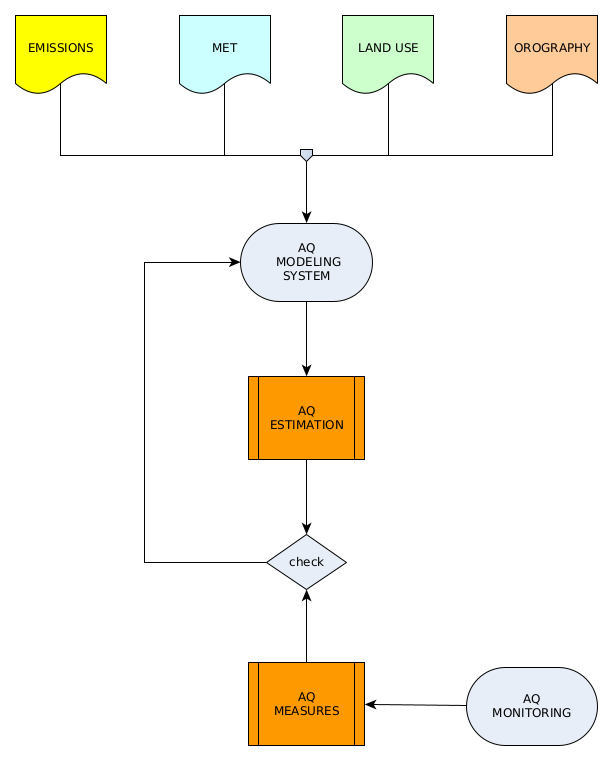 EMISSIONS
MET
LAND USE
OROGRAPHY
AQ
MODELING
SYSTEM
AQ
ESTIMATION
check
AQ
MEASURES
AQ
MONITORING